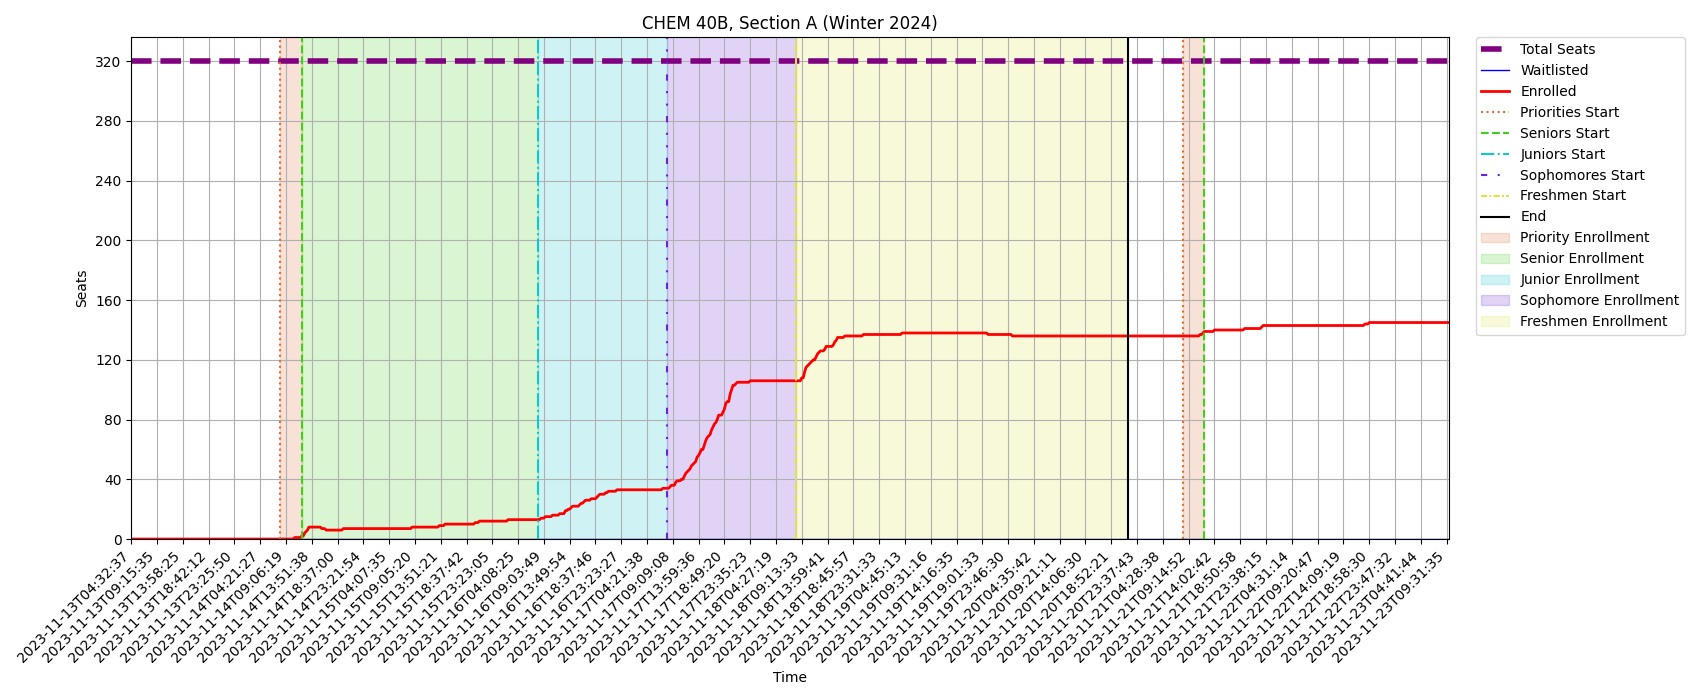 CHEM 40B, Section A (Winter 2024)
320
280
240
200
160
120
80
40
0
Seats
2023-11-13T04:32:37
2023-11-13T09:15:35
2023-11-13T13:58:25
2023-11-13T18:42:12
2023-11-13T23:25:50
2023-11-14T04:21:27
2023-11-14T09:06:19
2023-11-14T13:51:38
2023-11-14T18:37:00
2023-11-14T23:21:54
2023-11-15T04:07:35
2023-11-15T09:05:20
2023-11-15T13:51:21
2023-11-15T18:37:42
2023-11-15T23:23:05
2023-11-16T04:08:25
2023-11-16T09:03:49
2023-11-16T13:49:54
2023-11-16T18:37:46
2023-11-16T23:23:27
2023-11-17T04:21:38
2023-11-17T09:09:08
2023-11-17T13:59:36
2023-11-17T18:49:20
2023-11-17T23:35:23
2023-11-18T04:27:19
2023-11-18T09:13:33
2023-11-18T13:59:41
2023-11-18T18:45:57
2023-11-18T23:31:33
2023-11-19T04:45:13
2023-11-19T09:31:16
2023-11-19T14:16:35
2023-11-19T19:01:33
2023-11-19T23:46:30
2023-11-20T04:35:42
2023-11-20T09:21:11
2023-11-20T14:06:30
2023-11-20T18:52:21
2023-11-20T23:37:43
2023-11-21T04:28:38
2023-11-21T09:14:52
2023-11-21T14:02:42
2023-11-21T18:50:58
2023-11-21T23:38:15
2023-11-22T04:31:14
2023-11-22T09:20:47
2023-11-22T14:09:19
2023-11-22T18:58:30
2023-11-22T23:47:32
2023-11-23T04:41:44
2023-11-23T09:31:35
Time
Total Seats
Waitlisted
Enrolled
Priorities Start
Seniors Start
Juniors Start
Sophomores Start
Freshmen Start
End
Priority Enrollment
Senior Enrollment
Junior Enrollment
Sophomore Enrollment
Freshmen Enrollment